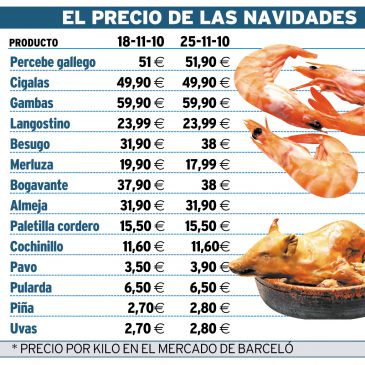 EL PRECIO DE LAS NAVIDADES
PRODUCTO 18-11-10 25-11-10
Percebe gallego 51 € 51,90 €
Cigalas 49,90 € 49,90 €
Gambas 59,90 € 59,90 €
Langostino 23,99 € 23,99 €
Besugo 31,90 € 38 €
Merluza 19,90 € 17,99 €
Bogavante 37,90 € 38 €
Almeja 31,90 € 31,90 €
Paletilla cordero 15,50 € 15,50 €
Cochinillo 11,60 € 11,60€
Pavo 3,50 € 3,90 €
Pularda 6,50 € 6,50 €
Piña 2,70€ 2,80 €
Uvas 2,70 € 2,80 €
* PRECIO POR KILO EN EL MERCADO DE BARCELÓ